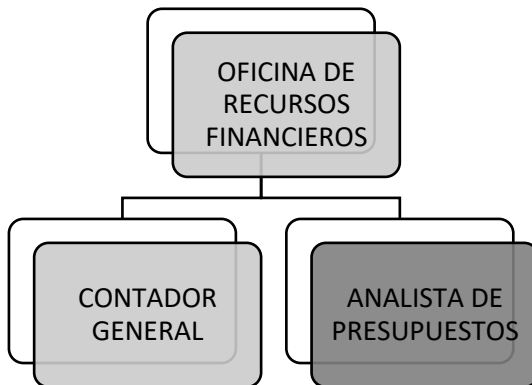 OFICINA DE
RECURSOS
FINANCIEROS
CONTADOR
GENERAL
ANALISTA DE
PRESUPUESTOS